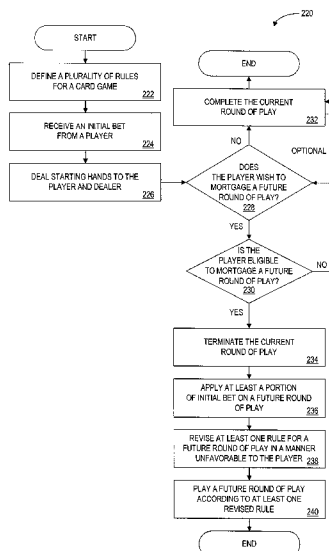 220
START
DEFINE A PLURALITY OF RULES
FOR A CARD GAME
222
RECEIVE AN INITIAL BET
FROM A PLAYER
224
DEAL STARTING HANDS TO THE
PLAYER AND DEALER
226
END
COMPLETE THE CURRENT
ROUND OF PLAY
232
NO
OPTIONAL
DOES
THE PLAYER WISH TO
MORTGAGE A FUTURE
ROUND OF PLAY?
228
YES
IS THE
PLAYER ELIGIBLE
TO MORTGAGE A FUTURE
ROUND OF PLAY?
230
NO
YES
TERMINATE THE CURRENT
ROUND OF PLAY
234
APPLY AT LEAST A PORTION
OF INITIAL BET ON A FUTURE ROUND
OF PLAY
236
REVISE AT LEAST ONE RULE FOR A
FUTURE ROUND OF PLAY IN A MANNER
UNFAVORABLE TO THE PLAYER
238
PLAY A FUTURE ROUND OF PLAY
ACCORDING TO AT LEAST ONE
REVISED RULE
240
END